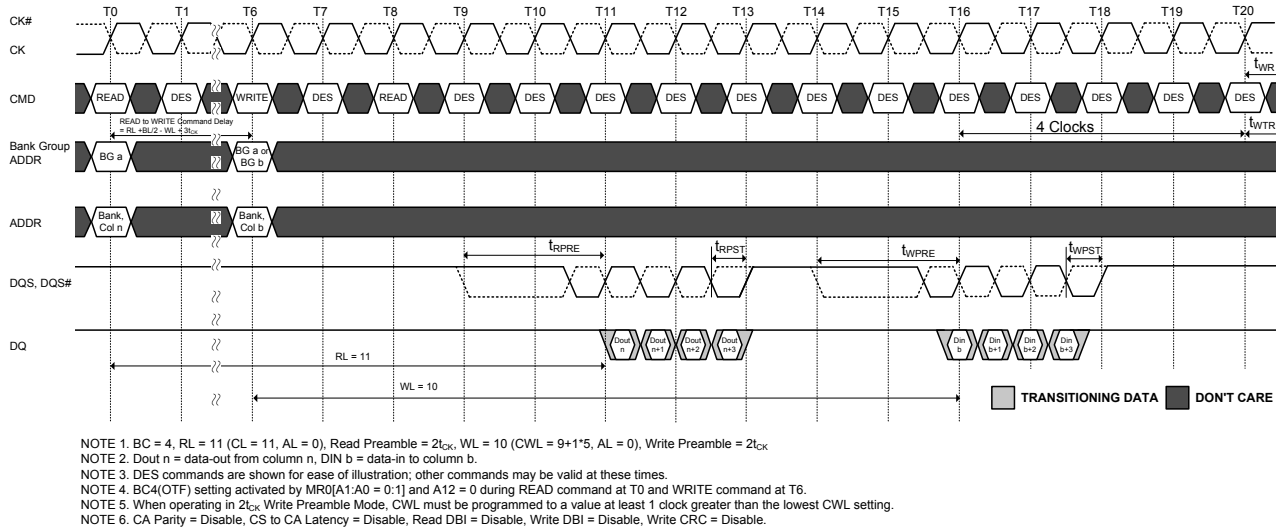 T0 T1 T6 T7 T8 T9 T10 T11 T12 T13 T14 T15 T16 T17 T18 T19 T20
CK#
CK
tWR
CMD READ DES WRITE DES READ DES DES DES DES DES DES DES DES DES DES DES DES
READ to WRITE Command Delay
= RL +BL/2 - WL + 3tCK
4 Clocks
tWTR
Bank Group
ADDR
BG a
BG a or
BG b
ADDR
Bank,
Col n
Bank,
Col b
tRPRE tRPST tWPRE tWPST
DQS, DQS#
DQ
Dout
n
Dout
n+1
Dout
n+2
Dout
n+3
Din
b
Din
b+1
Din
b+2
Din
b+3
RL = 11
WL = 10
TRANSITIONING DATA DON'T CARE
NOTE 1. BC = 4, RL = 11 (CL = 11, AL = 0), Read Preamble = 2tCK, WL = 10 (CWL = 9+1*5, AL = 0), Write Preamble = 2tCK
NOTE 2. Dout n = data-out from column n, DIN b = data-in to column b.
NOTE 3. DES commands are shown for ease of illustration; other commands may be valid at these times.
NOTE 4. BC4(OTF) setting activated by MR0[A1:A0 = 0:1] and A12 = 0 during READ command at T0 and WRITE command at T6.
NOTE 5. When operating in 2tCK Write Preamble Mode, CWL must be programmed to a value at least 1 clock greater than the lowest CWL setting.
NOTE 6. CA Parity = Disable, CS to CA Latency = Disable, Read DBI = Disable, Write DBI = Disable, Write CRC = Disable.